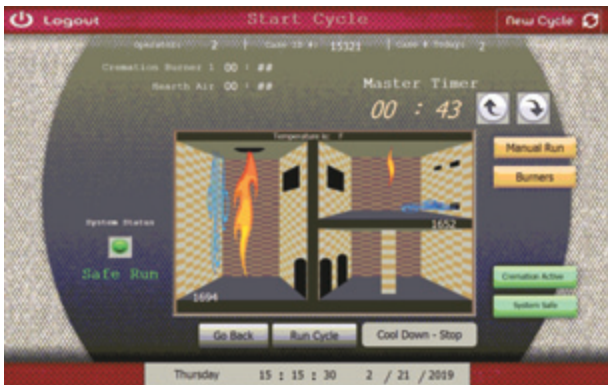 Logout
Start Cycle
New Cycle
Operator: 2 | Case ID #: 15321 | Case # Today: 2
Cremation Burner 1 00 : ##
Hearth Air 00 : ##
Master Timer
00 : 43
Temperature is: F
Manual Run
Burners
1652
System Status
Safe Run
1694
Cremation Active
System Safe
Go Back
Run Cycle
Cool Down - Stop
Thursday 15 : 15 : 30 2 / 21 / 2019